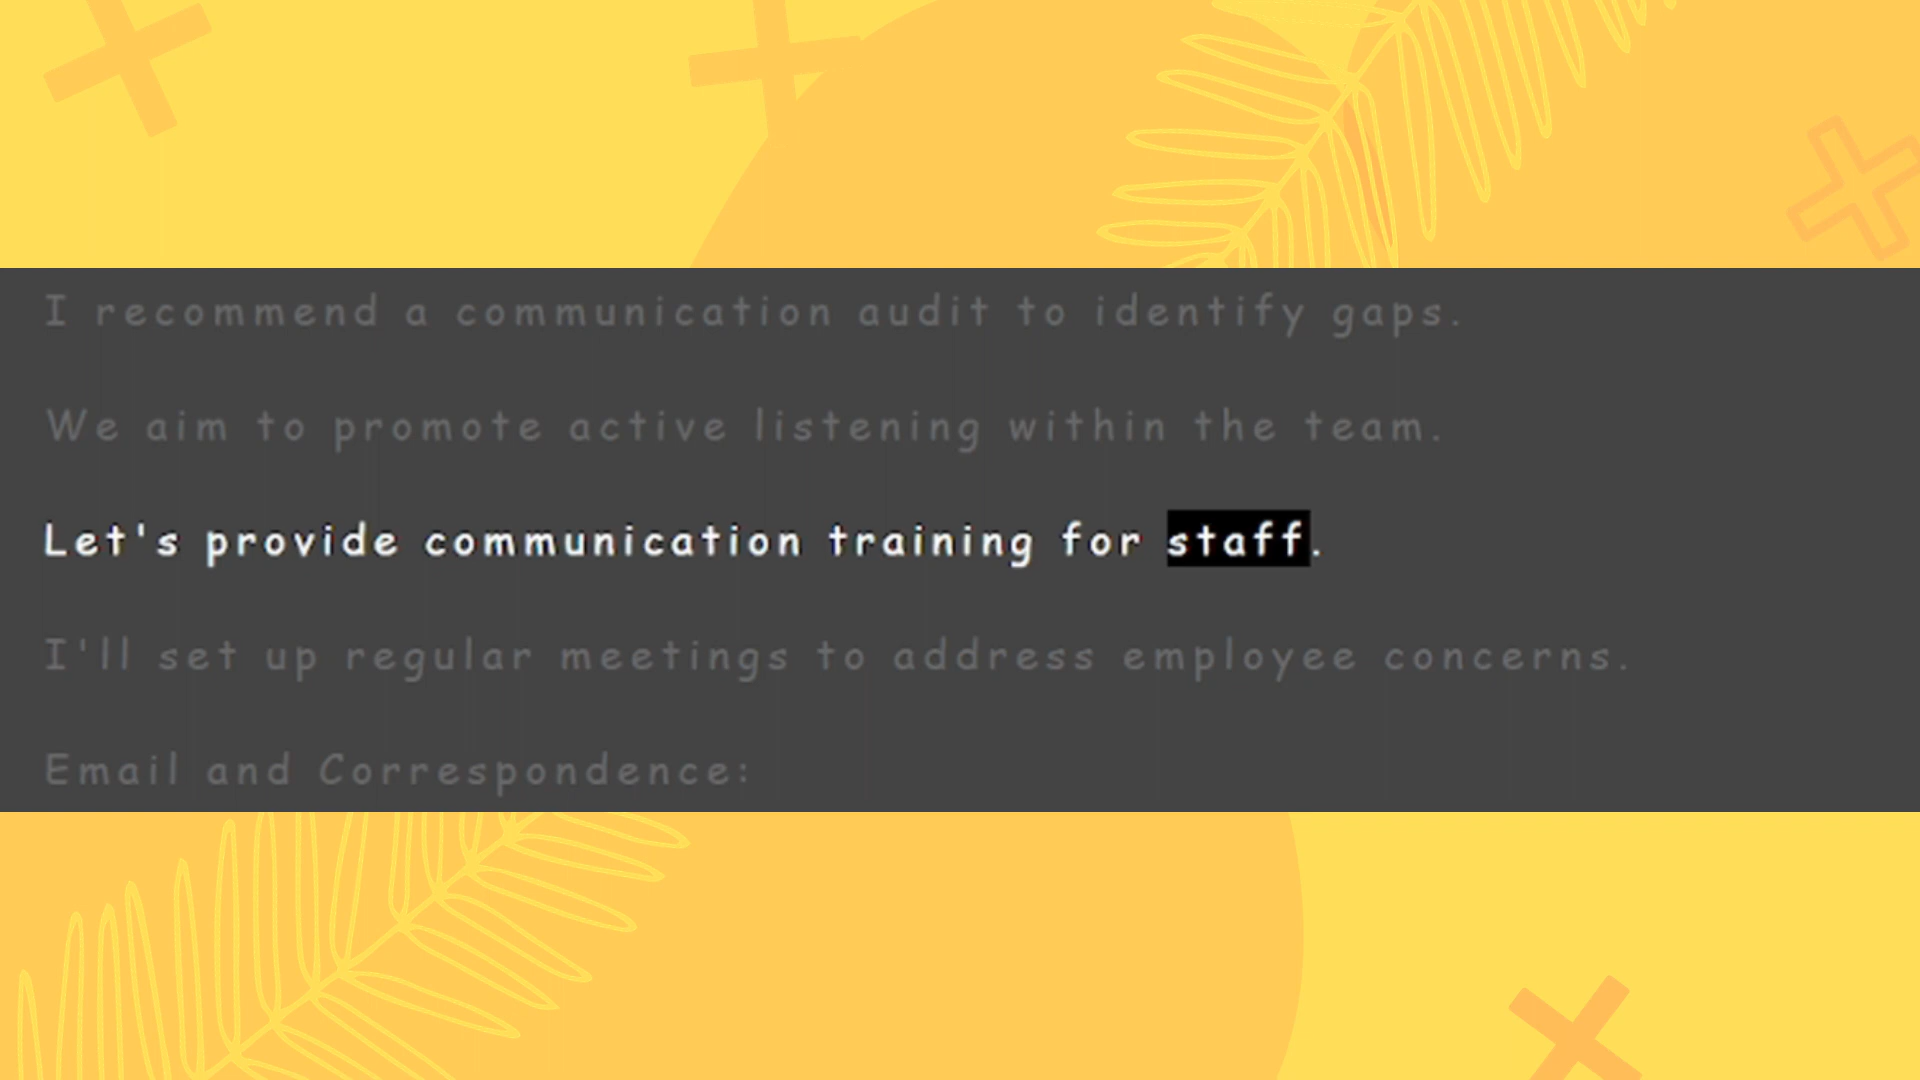 I recommend a communication audit to identify gaps.
We aim to promote active listening within the team.
Let's provide communication training for staff.
I'll set up regular meetings to address employee concerns.
Email and Correspondence: